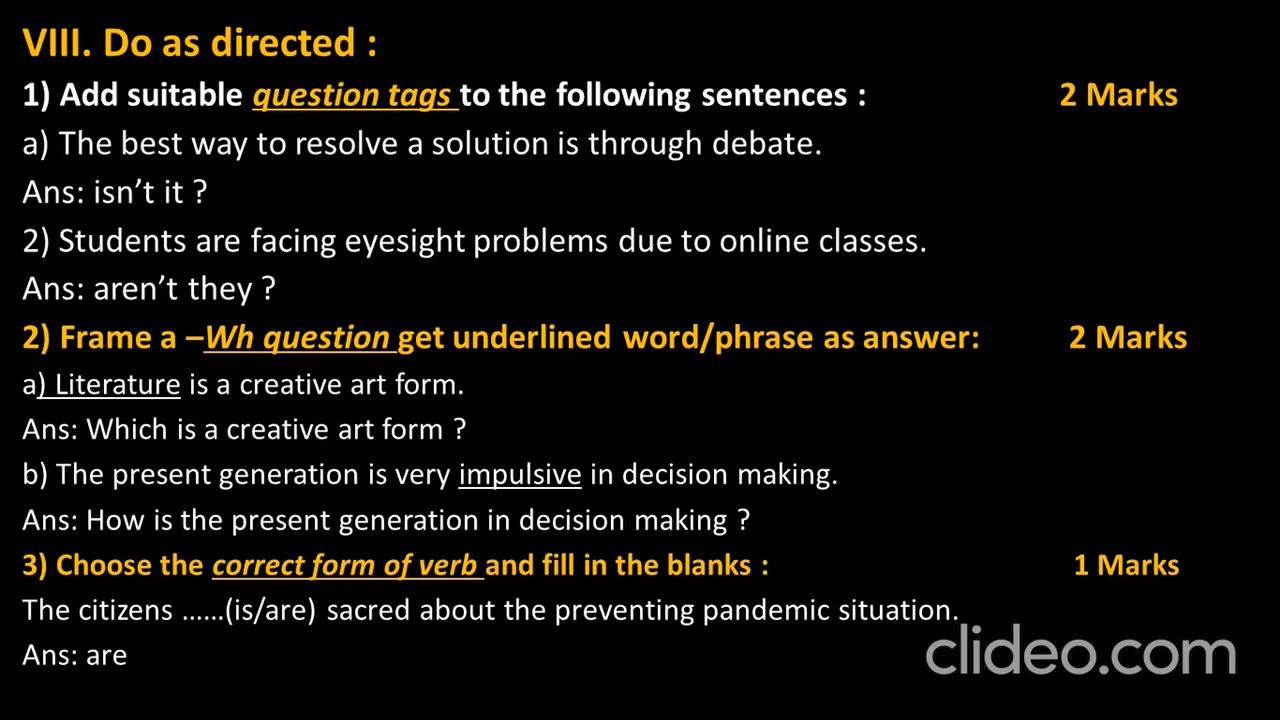 VIII. Do as directed :
1) Add suitable question tags to the following sentences : 2 Marks
a) The best way to resolve a solution is through debate.
Ans: isn’t it ?
2) Students are facing eyesight problems due to online classes.
Ans: aren’t they ?
2) Frame a –Wh question get underlined word/phrase as answer: 2 Marks
a) Literature is a creative art form.
Ans: Which is a creative art form ?
b) The present generation is very impulsive in decision making.
Ans: How is the present generation in decision making ?
3) Choose the correct form of verb and fill in the blanks : 1 Marks
The citizens ......(is/are) sacred about the preventing pandemic situation.
Ans: are
clideo.com